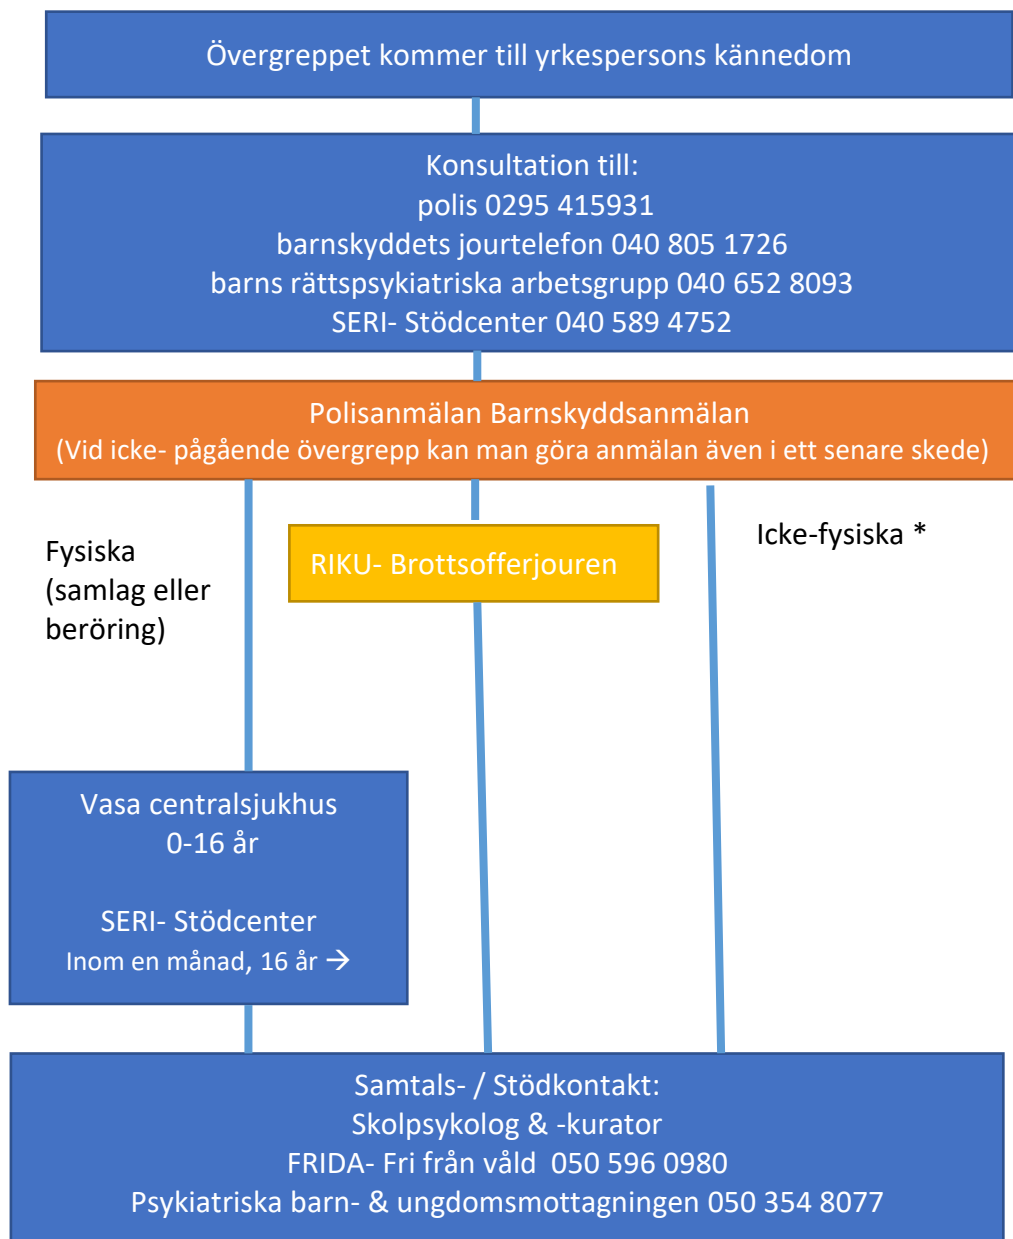 Övergreppet kommer till yrkespersons kännedom
Konsultation till:
polis 0295 415931
barnskyddets jourtelefon 040 805 1726
barns rättspsykiatriska arbetsgrupp 040 652 8093
SERI- Stödcenter 040 589 4752
Polisanmälan Barnskyddsanmälan
(Vid icke- pågående övergrepp kan man göra anmälan även i ett senare skede)
Fysiska
(samlag eller
beröring)
RIKU- Brottsofferjouren
Icke-fysiska *
Vasa centralsjukhus
0-16 år
SERI- Stödcenter
Inom en månad, 16 år →
Samtals- / Stödkontakt:
Skolpsykolog & -kurator
FRIDA- Fri från våld  050 596 0980
Psykiatriska barn- & ungdomsmottagningen 050 354 8077